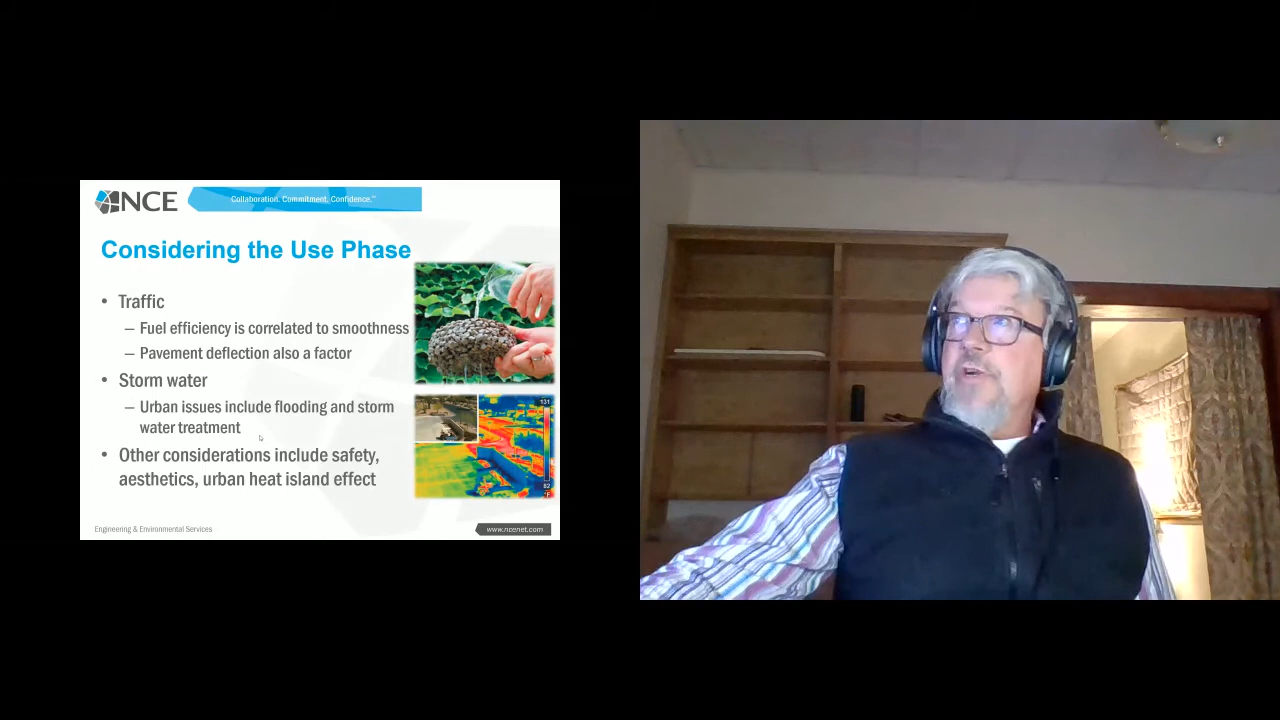 NCE
Collaboration. Commitment. Confidence.™
Considering the Use Phase
• Traffic
– Fuel efficiency is correlated to smoothness
– Pavement deflection also a factor
• Storm water
– Urban issues include flooding and storm
water treatment
• Other considerations include safety,
aesthetics, urban heat island effect
131
82
°F
Engineering & Environmental Services
www.ncenet.com